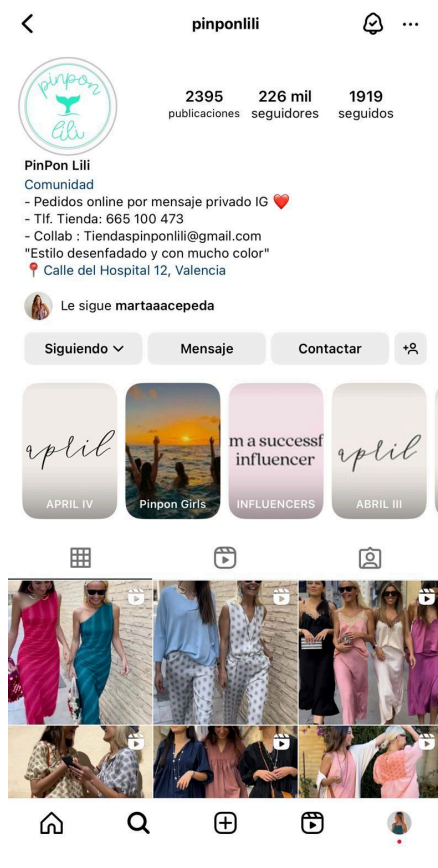 pinponlili
pinpon
lili
2395
publicaciones
226 mil
seguidores
1919
seguidos
PinPon Lili
Comunidad
- Pedidos online por mensaje privado IG ❤️
- Tlf. Tienda: 665 100 473
- Collab : Tiendaspinponlili@gmail.com
"Estilo desenfadado y con mucho color"
📍 Calle del Hospital 12, Valencia
Le sigue martaaacepeda
Siguiendo
Mensaje
Contactar
april
APRIL IV
Pinpon Girls
m a successf
influencer
INFLUENCERS
april
ABRIL III